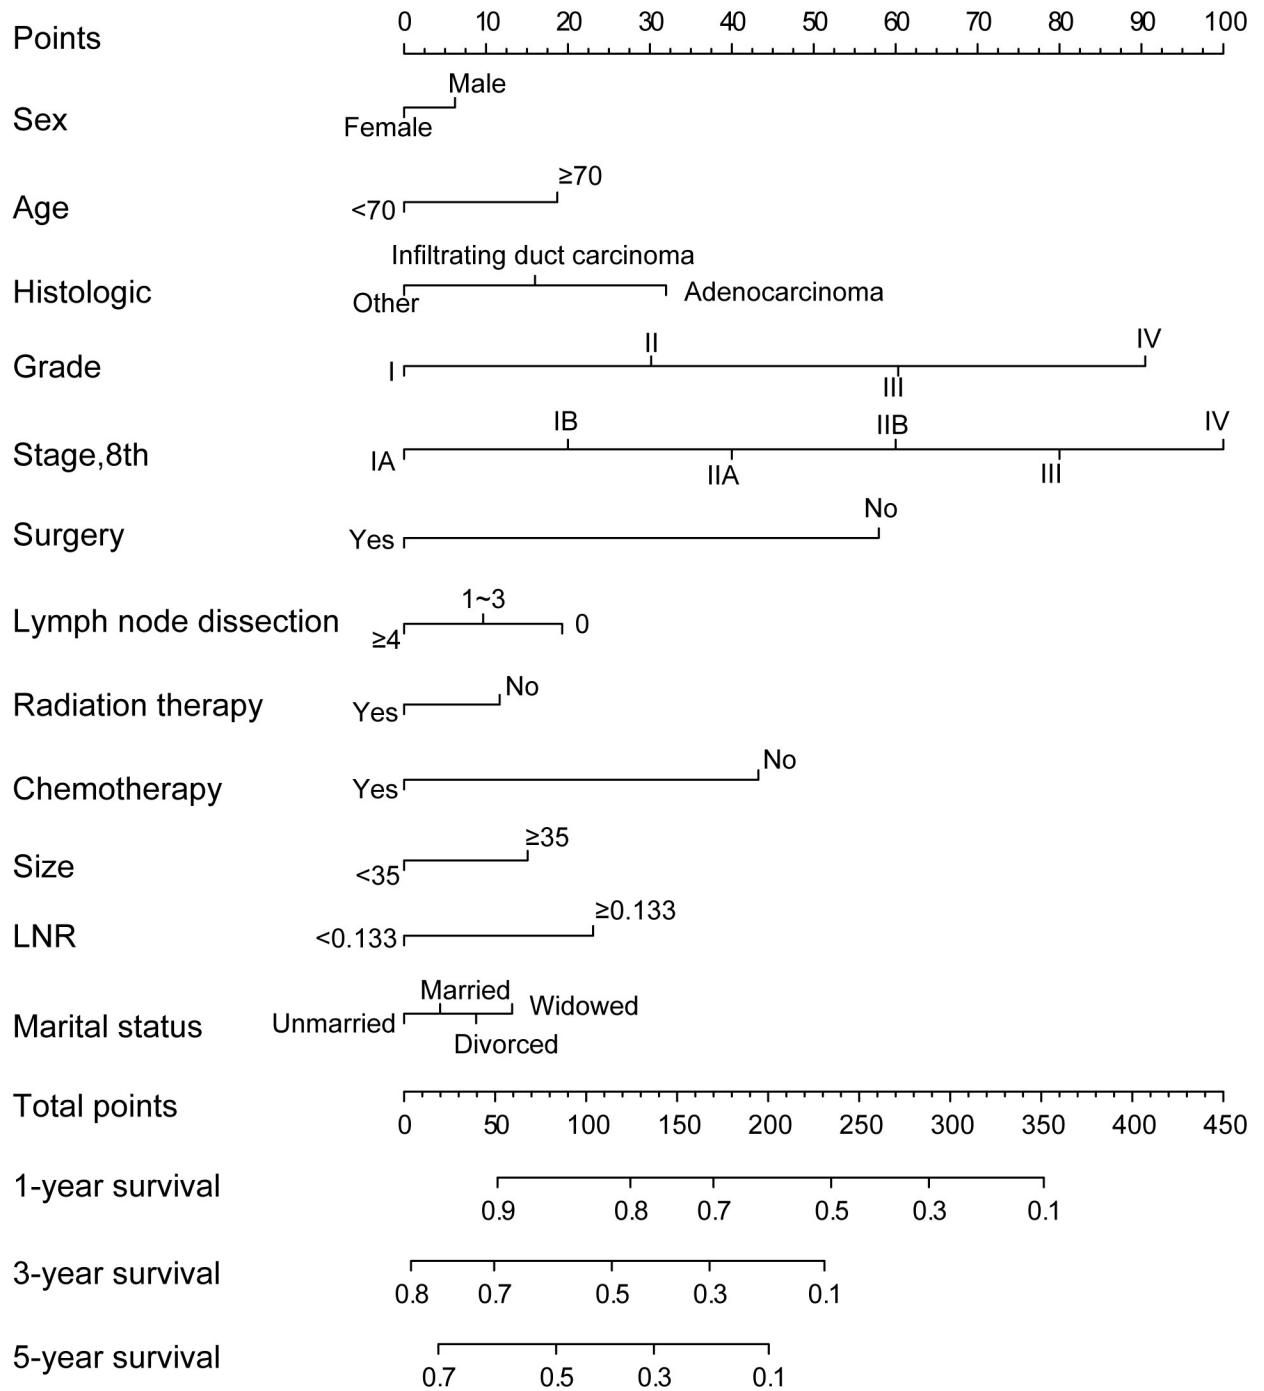 Points
0 10 20 30 40 50 60 70 80 90 100
Male
Sex
Female
≥70
Age
<70
Infiltrating duct carcinoma
Histologic
Other
Adenocarcinoma
II
IV
Grade
I
III
IB
IIB
IV
Stage,8th
IA
IIA
III
No
Surgery
Yes
1~3
Lymph node dissection
0
≥4
No
Radiation therapy
Yes
No
Chemotherapy
Yes
≥35
Size
<35
≥0.133
LNR
<0.133
Married
Widowed
Marital status
Unmarried
Divorced
Total points
0 50 100 150 200 250 300 350 400 450
1-year survival
0.9 0.8 0.7 0.5 0.3 0.1
3-year survival
0.8 0.7 0.5 0.3 0.1
5-year survival
0.7 0.5 0.3 0.1